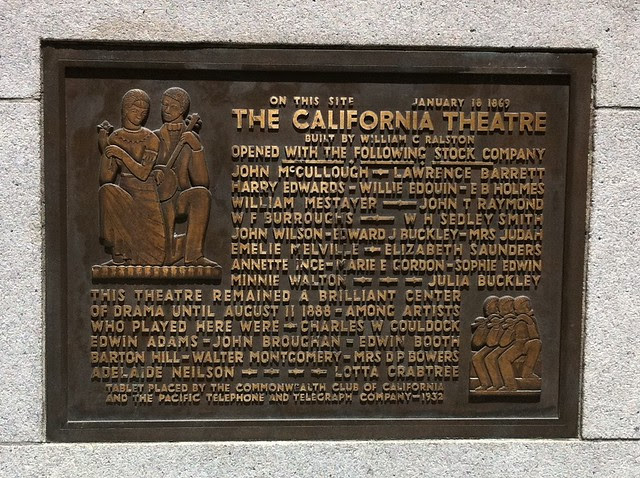 ON THIS SITE JANUARY 18 1869
THE CALIFORNIA THEATRE
BUILT BY WILLIAM C RALSTON
OPENED WITH THE FOLLOWING STOCK COMPANY
JOHN McCULLOUGH - LAWRENCE BARRETT
HARRY EDWARDS - WILLIE EDOUIN - E B HOLMES
WILLIAM MESTAYER - JOHN T RAYMOND
W F BURROUGHS - W H SEDLEY SMITH
JOHN WILSON - EDWARD J BUCKLEY - MRS JUDAH
EMELIE MELVILLE - ELIZABETH SAUNDERS
ANNETTE INCE - MARIE E GORDON - SOPHIE EDWIN
MINNIE WALTON - - - JULIA BUCKLEY
THIS THEATRE REMAINED A BRILLIANT CENTER
OF DRAMA UNTIL AUGUST 11 1888 - AMONG ARTISTS
WHO PLAYED HERE WERE - CHARLES W COULDOCK
EDWIN ADAMS - JOHN BROUGHAN - EDWIN BOOTH
BARTON HILL - WALTER MONTGOMERY - MRS D P BOWERS
ADELAIDE NEILSON - - - - LOTTA CRABTREE
TABLET PLACED BY THE COMMONWEALTH CLUB OF CALIFORNIA
AND THE PACIFIC TELEPHONE AND TELEGRAPH COMPANY - 1932